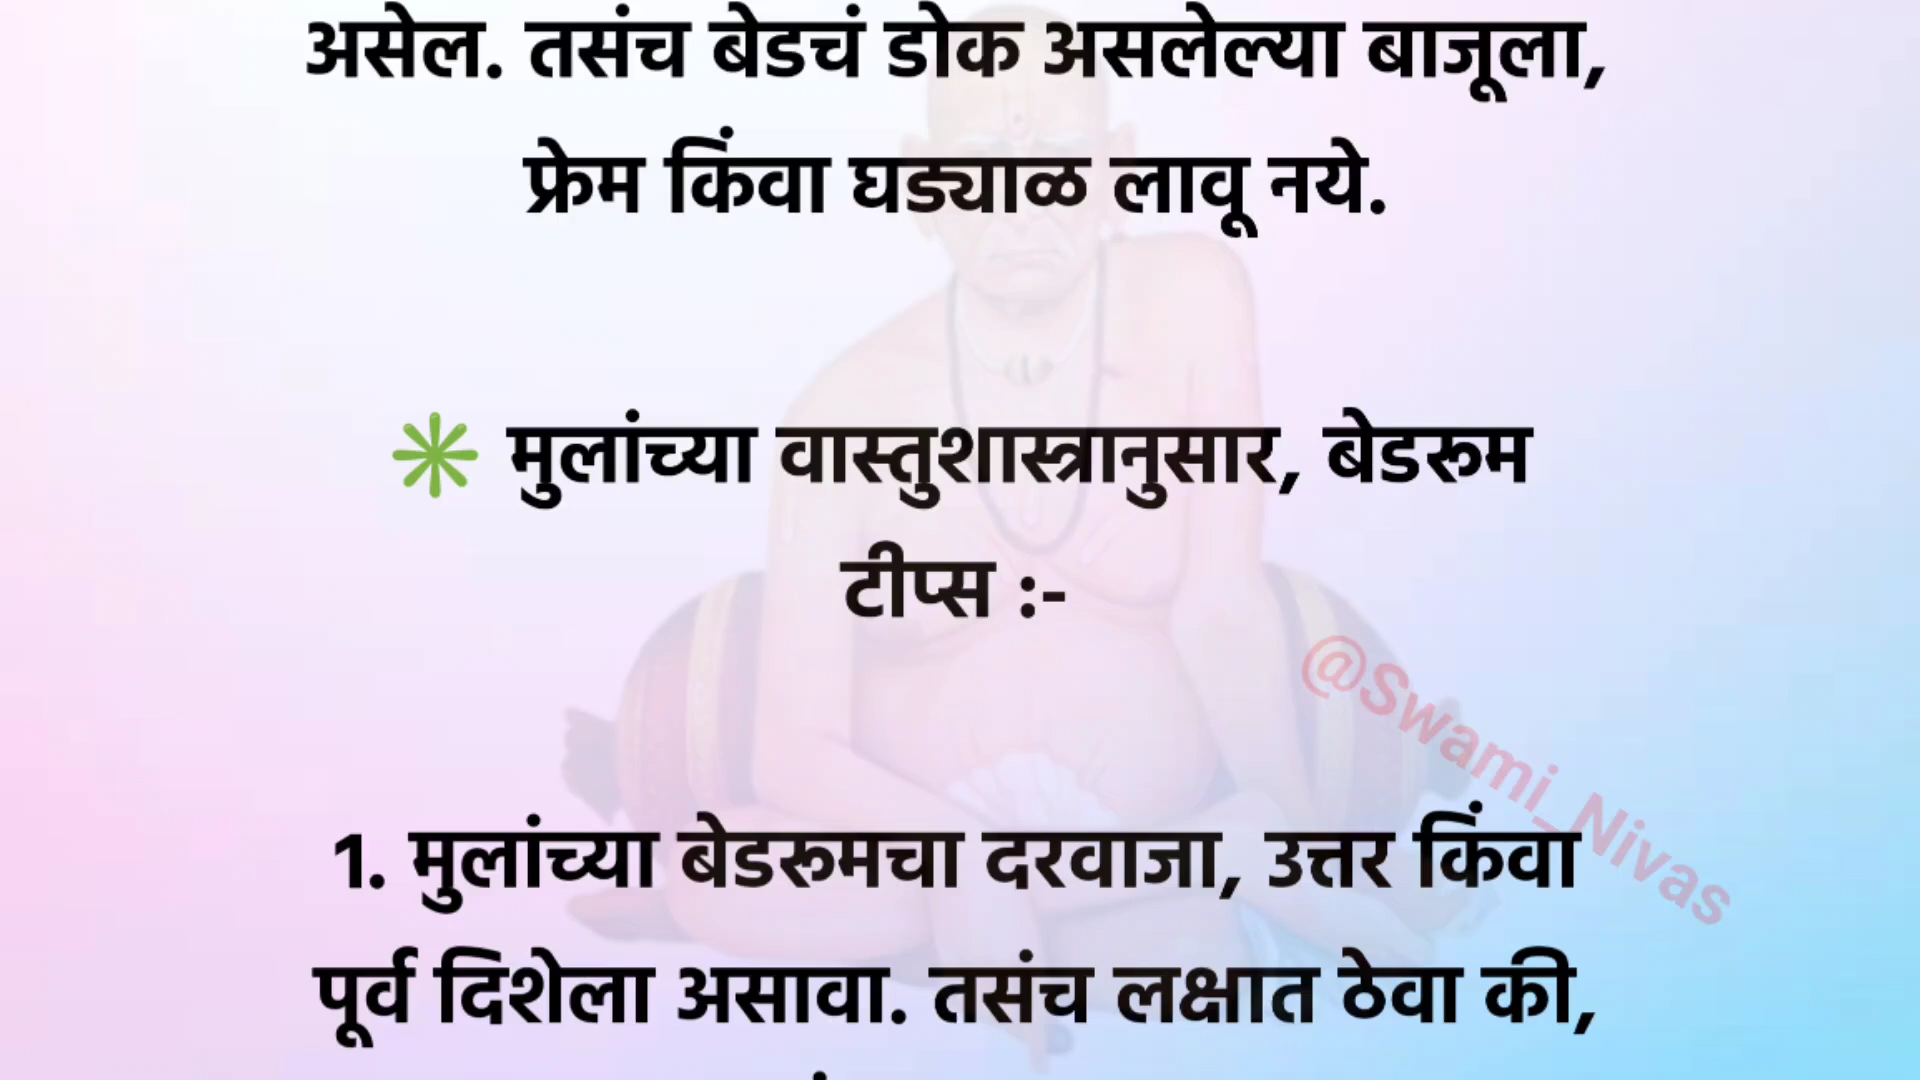 असेल. तसंच बेडचं डोक असलेल्या बाजूला,
फ्रेम किंवा घड्याळ लावू नये.
✳ मुलांच्या वास्तुशास्त्रानुसार, बेडरूम
टीप्स :-
@Swami_Nivas
1. मुलांच्या बेडरूमचा दरवाजा, उत्तर किंवा
पूर्व दिशेला असावा. तसंच लक्षात ठेवा की,